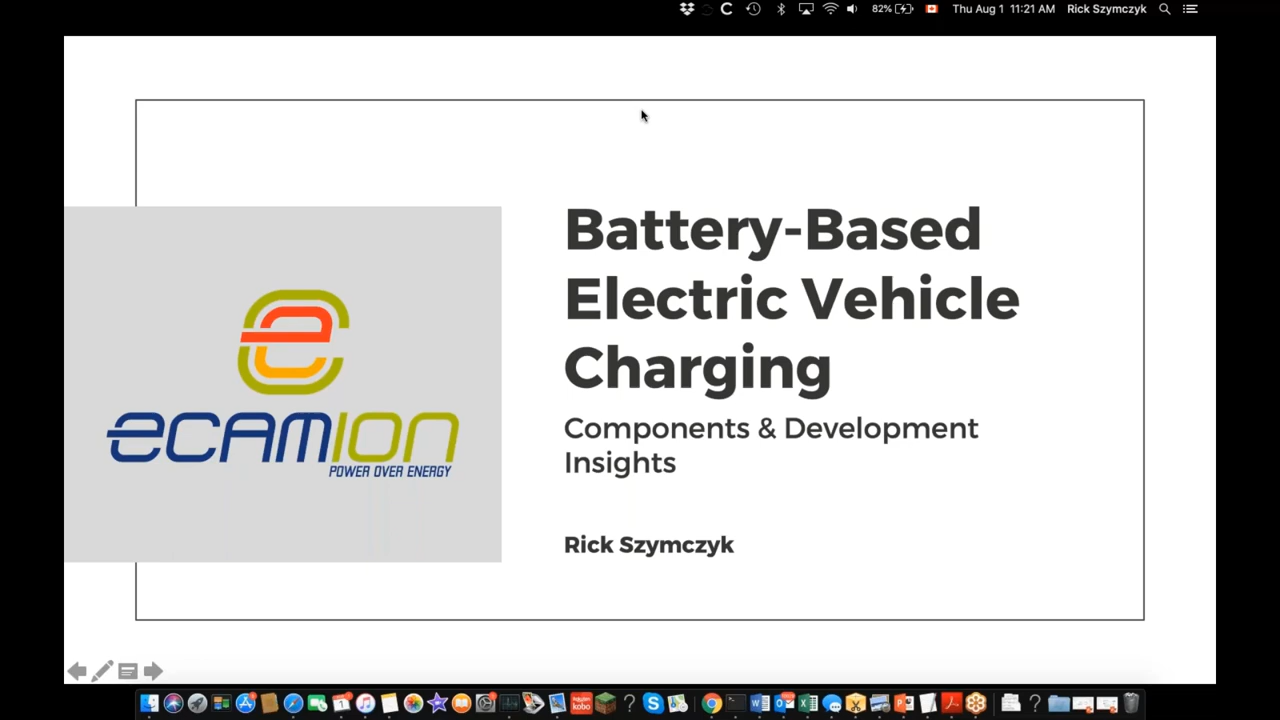 82%
Thu Aug 1 11:21 AM
Rick Szymczyk
Battery-Based
Electric Vehicle
Charging
Components & Development
Insights
Rick Szymczyk
eCAMION
POWER OVER ENERGY
Rakuten
kobo